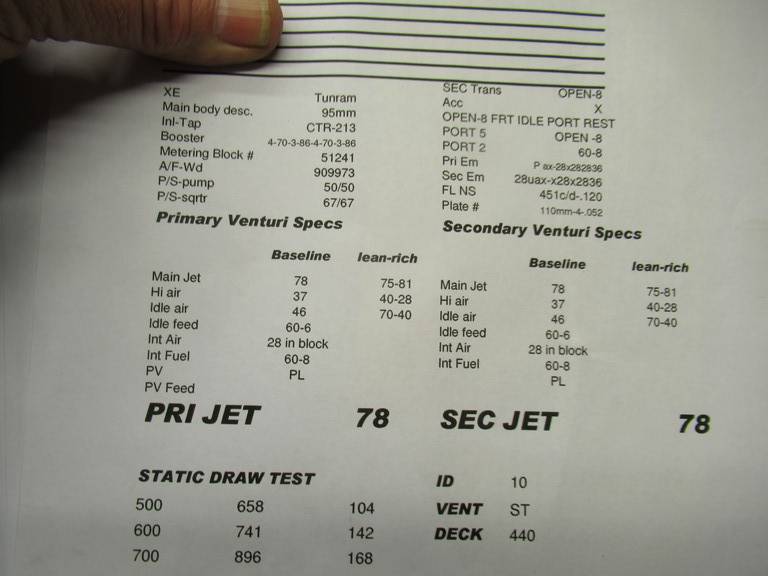 XE
Main body desc. Tunram
Inl-Tap 95mm
Booster CTR-213
Metering Block # 4-70-3-86-4-70-3-86
A/F-Wd 51241
P/S-pump 909973
P/S-sqrtr 50/50
67/67
SEC Trans OPEN-8
Acc X
OPEN-8 FRT IDLE PORT REST
PORT 5 OPEN -8
PORT 2 60-8
Pri Em P ax-28x282836
Sec Em 28uax-x28x2836
FL NS 451c/d-.120
Plate # 110mm-4-.052
Primary Venturi Specs
Baseline lean-rich
Main Jet 78 75-81
Hi air 37 40-28
Idle air 46 70-40
Idle feed 60-6
Int Air 28 in block
Int Fuel 60-8
PV PL
PV Feed
PRI JET 78
Secondary Venturi Specs
Baseline lean-rich
Main Jet 78 75-81
Hi air 37 40-28
Idle air 46 70-40
Idle feed 60-6
Int Air 28 in block
Int Fuel 60-8
PL
SEC JET 78
STATIC DRAW TEST
500 658 104
600 741 142
700 896 168
ID 10
VENT ST
DECK 440